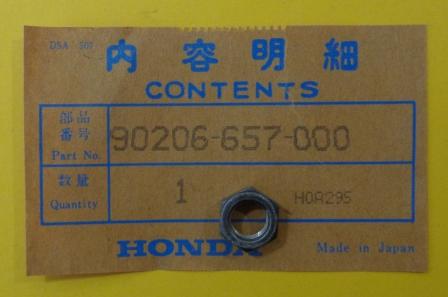 DSA 507
内容明細
CONTENTS
部品
番号
Part No.
90206-657-000
数量
Quantity
1
H0A295
HONDA
Made in Japan